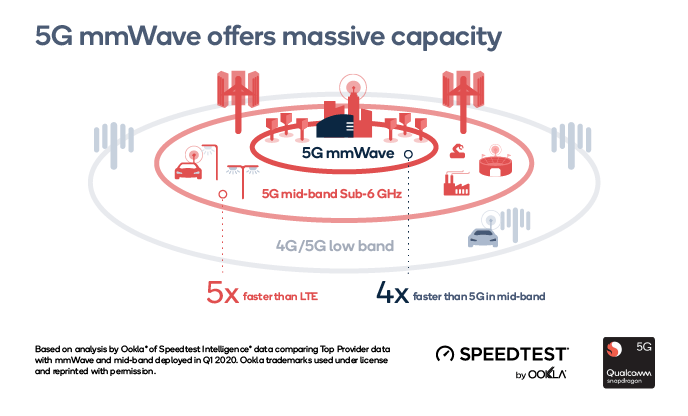 5G mmWave offers massive capacity
5G mmWave
5G mid-band Sub-6 GHz
4G/5G low band
5x faster than LTE
4x faster than 5G in mid-band
Based on analysis by Ookla® of Speedtest Intelligence® data comparing Top Provider data
with mmWave and mid-band deployed in Q1 2020. Ookla trademarks used under license
and reprinted with permission.
SPEEDTEST®
by OOKLA®
5G
Qualcomm
snapdragon